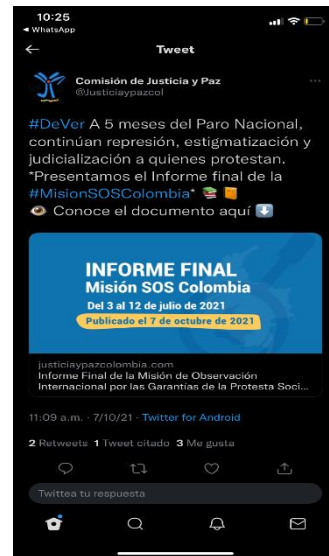 10:25
WhatsApp
Tweet
Comisión de Justicia y Paz
@Justiciaypazcol
#DeVer A 5 meses del Paro Nacional,
continúan represión, estigmatización y
judicialización a quienes protestan.
*Presentamos el Informe final de la
#MisionSOSColombia*
Conoce el documento aquí
INFORME FINAL
Misión SOS Colombia
Del 3 al 12 de julio de 2021
Publicado el 7 de octubre de 2021
justiciaypazcolombia.com
Informe Final de la Misión de Observación
Internacional por las Garantías de la Protesta Soci...
11:09 a.m. · 7/10/21 · Twitter for Android
2 Retweets 1 Tweet citado 3 Me gusta
Twittea tu respuesta